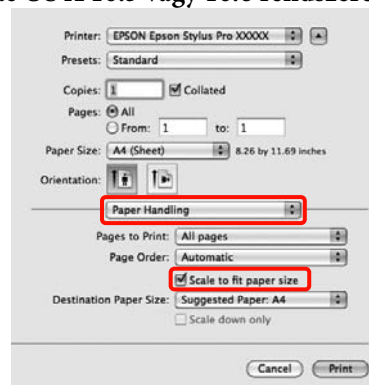 Printer: EPSON Epson Stylus Pro XXXXX
Presets: Standard
Copies: 1 Collated
Pages: All
From: 1 to: 1
Paper Size: A4 (Sheet) 8.26 by 11.69 inches
Orientation:
Paper Handling
Pages to Print: All pages
Page Order: Automatic
Scale to fit paper size
Destination Paper Size: Suggested Paper: A4
Scale down only
Cancel Print